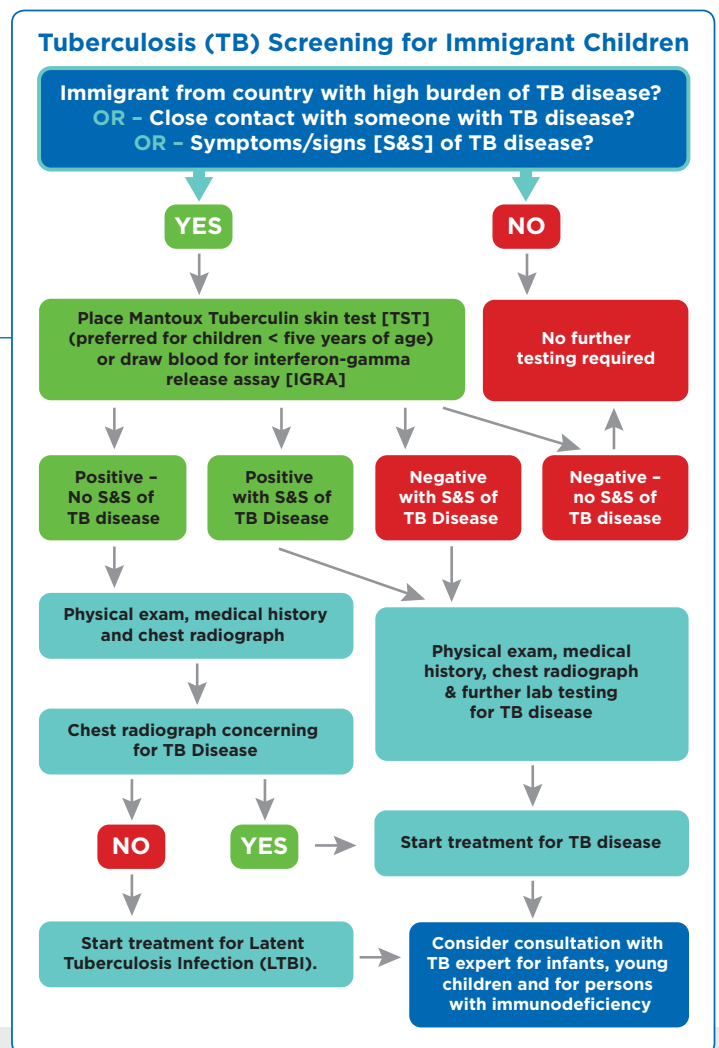 Tuberculosis (TB) Screening for Immigrant Children
Immigrant from country with high burden of TB disease?
OR – Close contact with someone with TB disease?
OR – Symptoms/signs [S&S] of TB disease?
YES
NO
Place Mantoux Tuberculin skin test [TST]
(preferred for children < five years of age)
or draw blood for interferon-gamma
release assay [IGRA]
No further
testing required
Positive –
No S&S of
TB disease
Positive
with S&S of
TB Disease
Negative
with S&S of
TB Disease
Negative –
no S&S of
TB disease
Physical exam, medical history
and chest radiograph
Physical exam, medical
history, chest radiograph
& further lab testing
for TB disease
Chest radiograph concerning
for TB Disease
NO
YES
Start treatment for TB disease
Start treatment for Latent
Tuberculosis Infection (LTBI).
Consider consultation with
TB expert for infants, young
children and for persons
with immunodeficiency